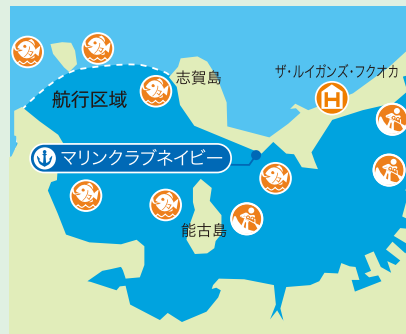 志賀島
ザ・ルイガンズ・フクオカ
H
航行区域
マリンクラブネイビー
能古島